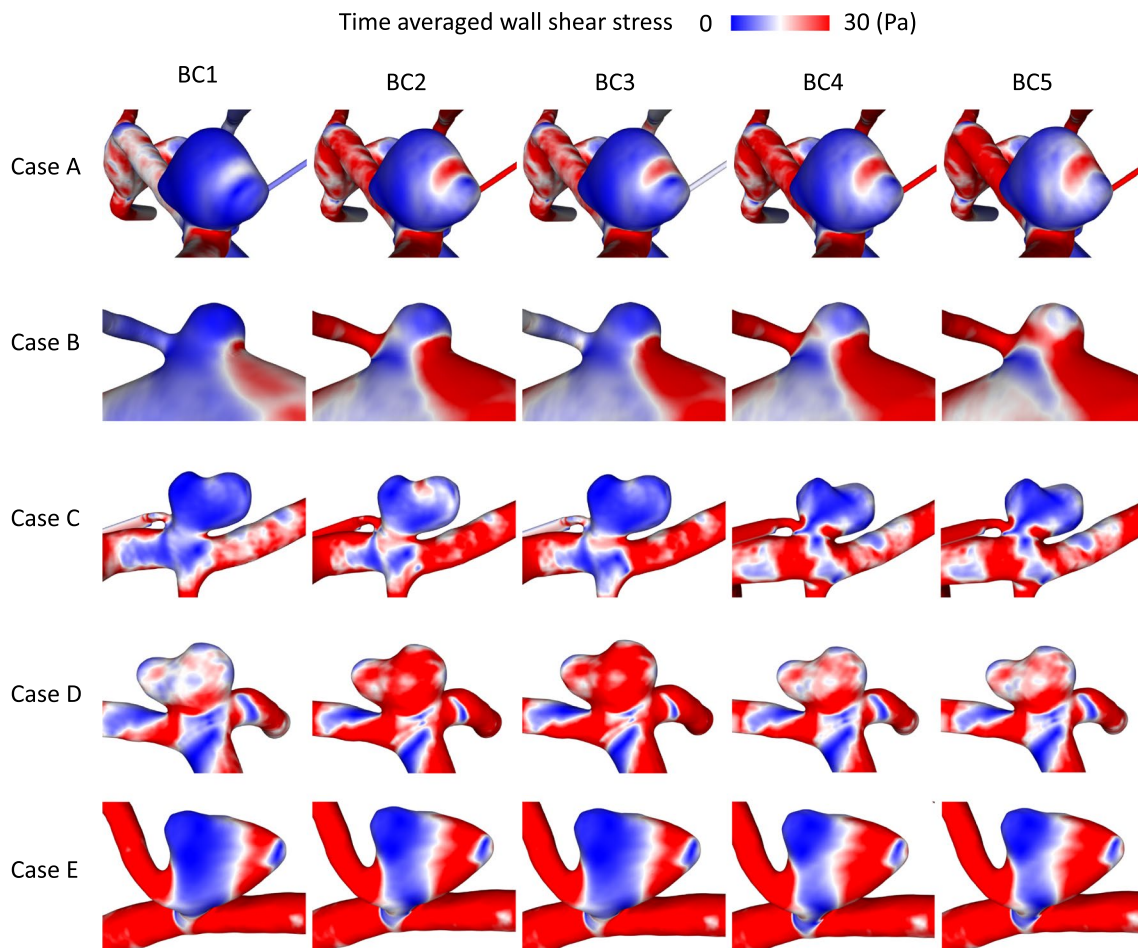 Time averaged wall shear stress 0 30 (Pa)
BC1 BC2 BC3 BC4 BC5
Case A
Case B
Case C
Case D
Case E